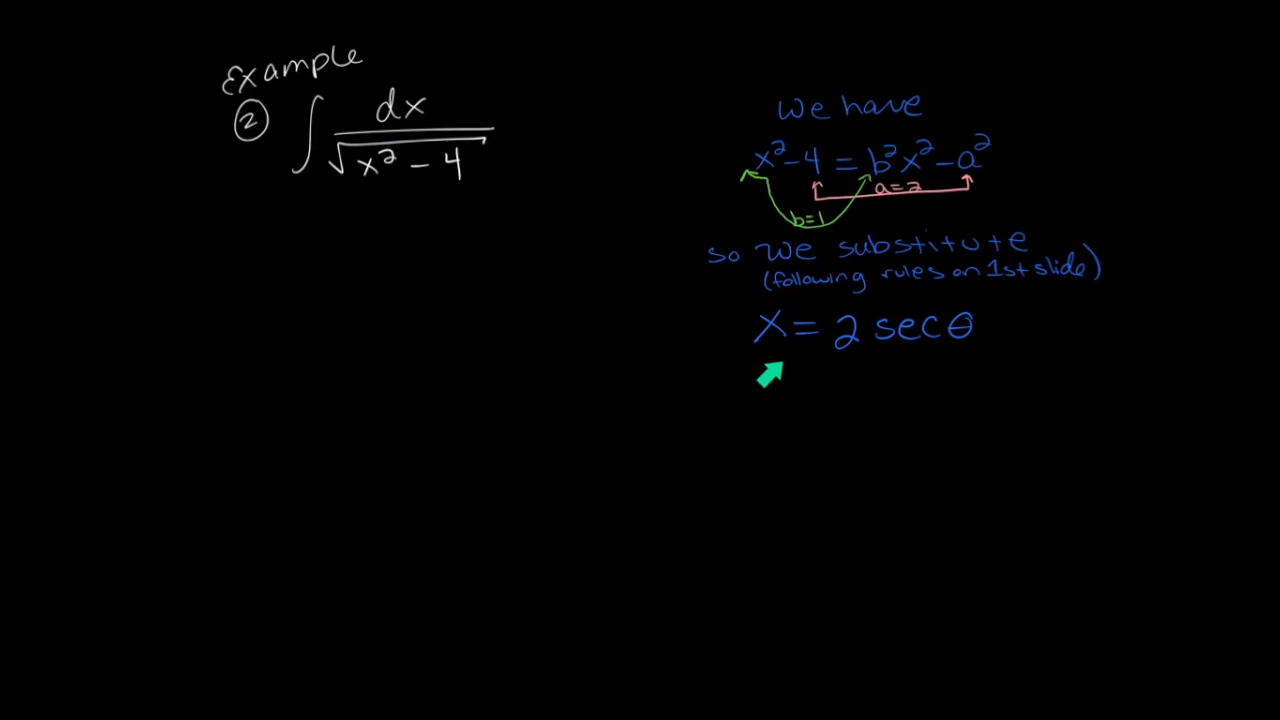 Example
② ∫ dx / √(x² - 4)
We have
x² - 4 = b²x² - a²
a = 2
b = 1
so we substitute
(following rules on 1st slide)
x = 2 sec θ